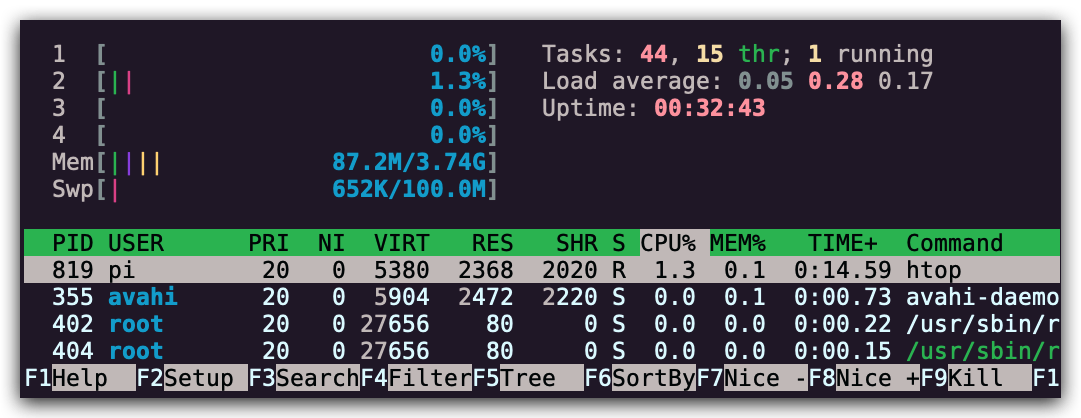 1 [ 0.0%] Tasks: 44, 15 thr; 1 running
2 [|| 1.3%] Load average: 0.05 0.28 0.17
3 [ 0.0%] Uptime: 00:32:43
4 [ 0.0%]
Mem[|||| 87.2M/3.74G]
Swp[| 652K/100.0M]
PID USER PRI NI VIRT RES SHR S CPU% MEM% TIME+ Command
819 pi 20 0 5380 2368 2020 R 1.3 0.1 0:14.59 htop
355 avahi 20 0 5904 2472 2220 S 0.0 0.1 0:00.73 avahi-daemo
402 root 20 0 27656 80 0 S 0.0 0.0 0:00.22 /usr/sbin/r
404 root 20 0 27656 80 0 S 0.0 0.0 0:00.15 /usr/sbin/r
F1Help F2Setup F3SearchF4FilterF5Tree F6SortByF7Nice -F8Nice +F9Kill F1